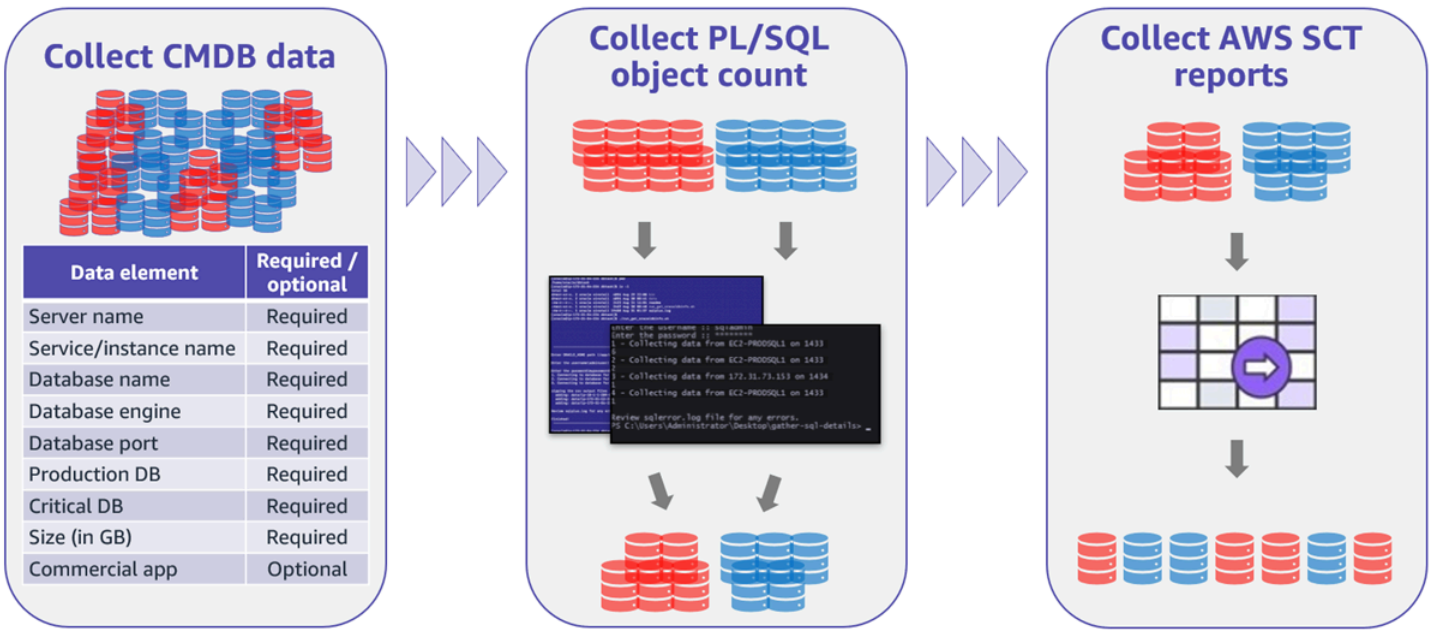 Collect CMDB data
Data element
Required /
optional
Server name Required
Service/instance name Required
Database name Required
Database engine Required
Database port Required
Production DB Required
Critical DB Required
Size (in GB) Required
Commercial app Optional
Collect PL/SQL
object count
Enter the username :: sqladmin
Enter the password :: *********
1 - Collecting data from EC2-PRODSQL1 on 1433
2 - Collecting data from EC2-PRODSQL1 on 1433
3 - Collecting data from 172.31.73.153 on 1434
4 - Collecting data from EC2-PRODSQL1 on 1433
Review sqlerror.log file for any errors.
PS C:\Users\Administrator\Desktop\gather-sql-details> _
Collect AWS SCT
reports